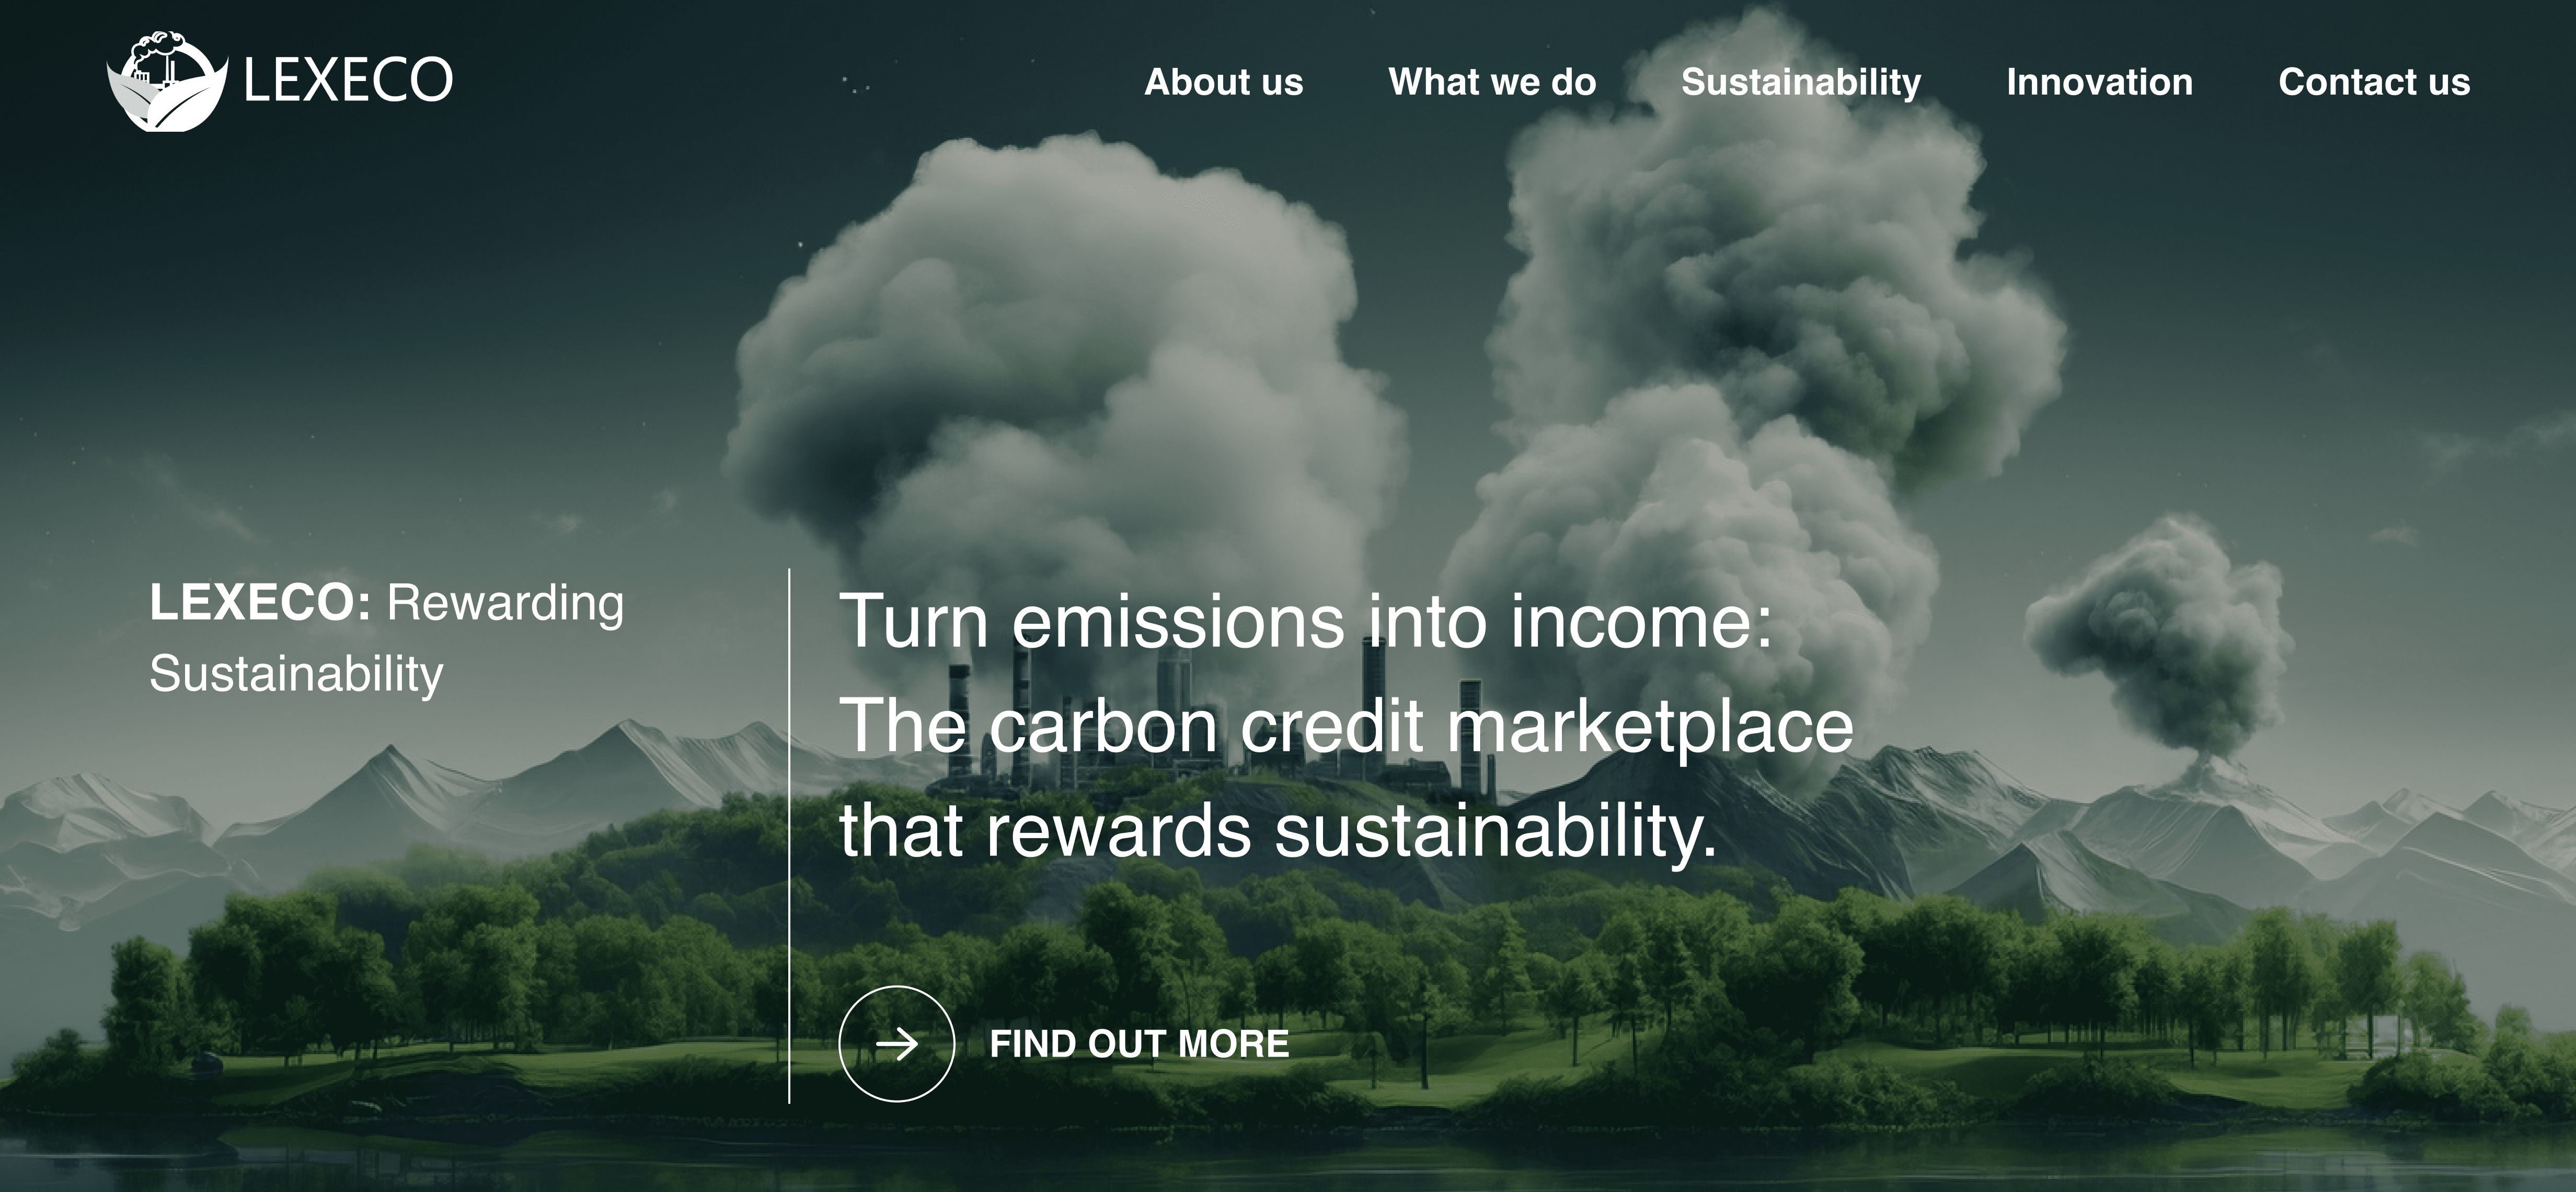 LEXECO
About us
What we do
Sustainability
Innovation
Contact us
LEXECO: Rewarding
Sustainability
Turn emissions into income:
The carbon credit marketplace
that rewards sustainability.
FIND OUT MORE